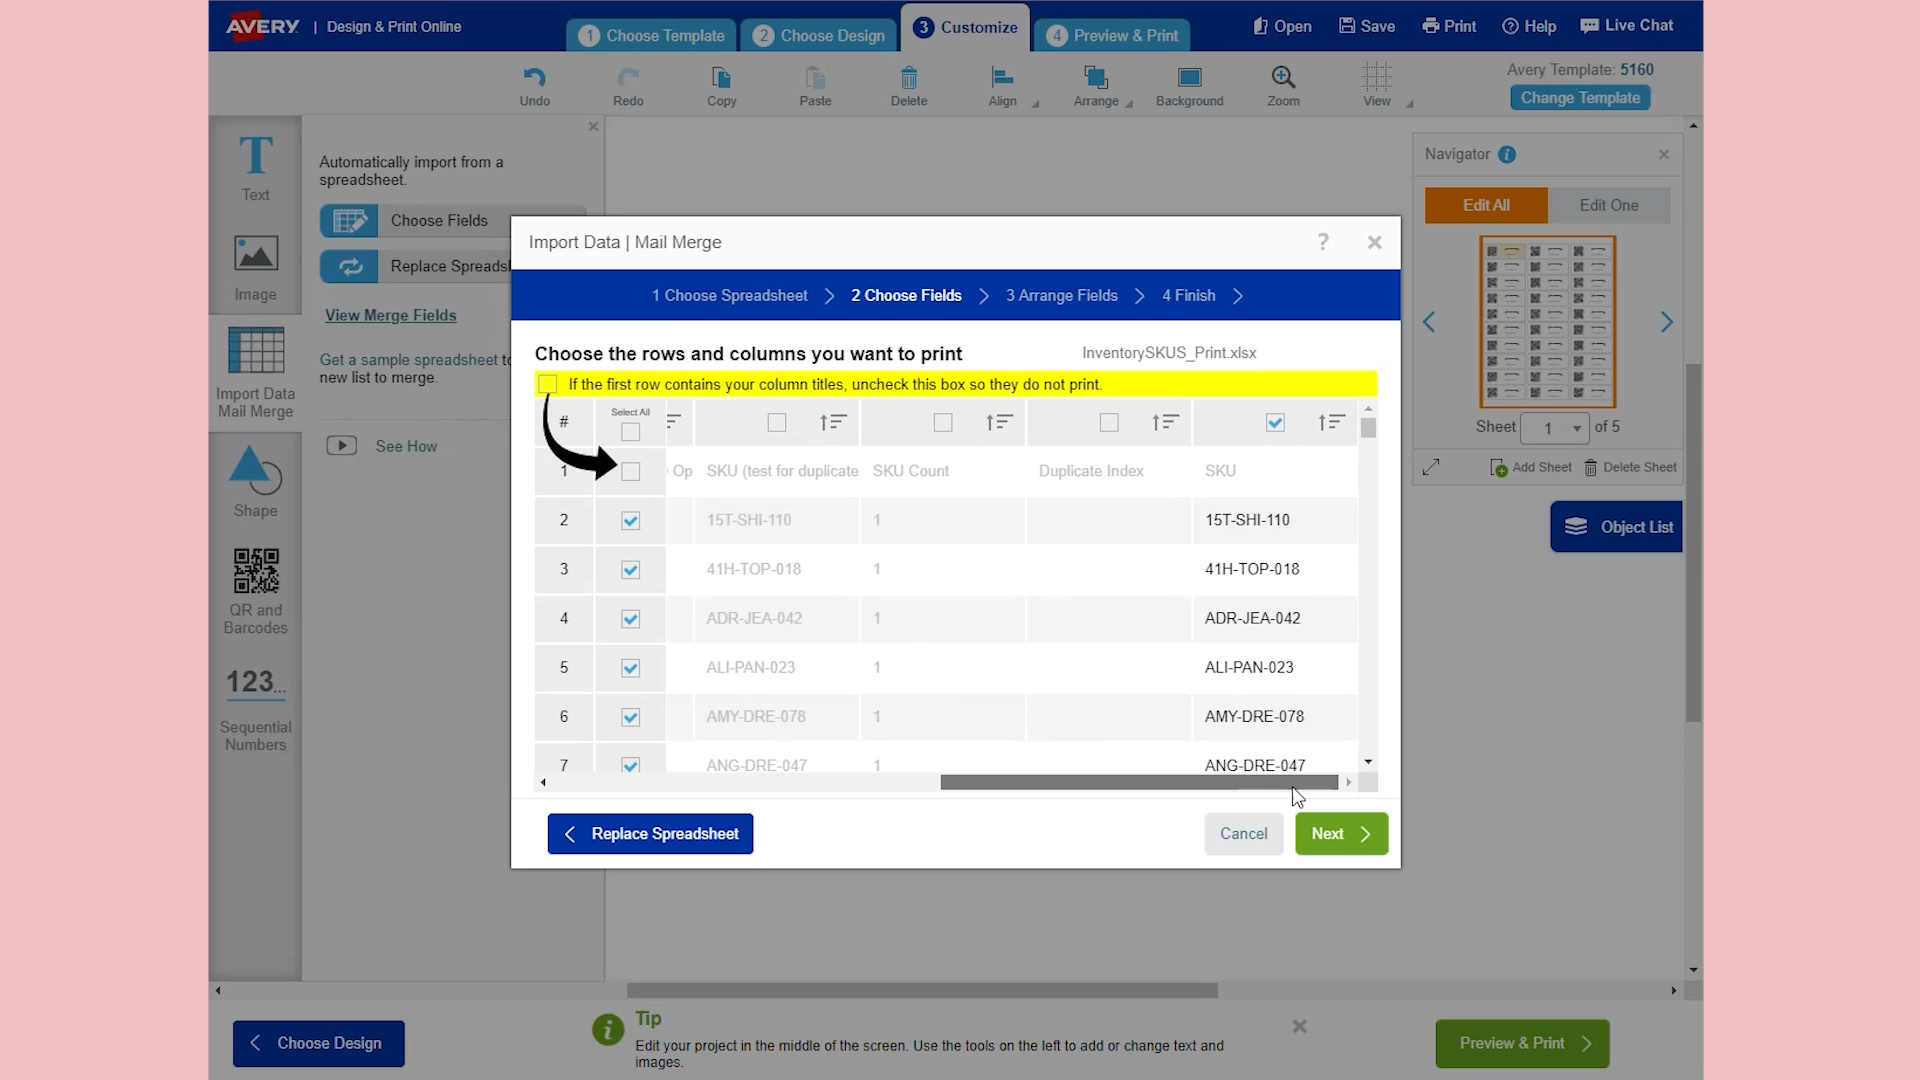 AVERY | Design & Print Online
1 Choose Template
2 Choose Design
3 Customize
4 Preview & Print
Open
Save
Print
Help
Live Chat
Undo
Redo
Copy
Paste
Delete
Align
Arrange
Background
Zoom
View
Avery Template: 5160
Change Template
Text
Image
Import Data
Mail Merge
Shape
QR and
Barcodes
123...
Sequential
Numbers
Automatically import from a
spreadsheet.
Choose Fields
Replace Spreads
View Merge Fields
Get a sample spreadsheet to
new list to merge.
See How
Import Data | Mail Merge
?
1 Choose Spreadsheet
2 Choose Fields
3 Arrange Fields
4 Finish
Choose the rows and columns you want to print
InventorySKUS_Print.xlsx
If the first row contains your column titles, uncheck this box so they do not print.
# Select All
1 Op SKU (test for duplicate SKU Count Duplicate Index SKU
2 15T-SHI-110 1 15T-SHI-110
3 41H-TOP-018 1 41H-TOP-018
4 ADR-JEA-042 1 ADR-JEA-042
5 ALI-PAN-023 1 ALI-PAN-023
6 AMY-DRE-078 1 AMY-DRE-078
7 ANG-DRE-047 1 ANG-DRE-047
Replace Spreadsheet
Cancel
Next
Navigator i
Edit All
Edit One
Sheet 1 of 5
Add Sheet
Delete Sheet
Object List
Choose Design
i Tip
Edit your project in the middle of the screen. Use the tools on the left to add or change text and
images.
Preview & Print